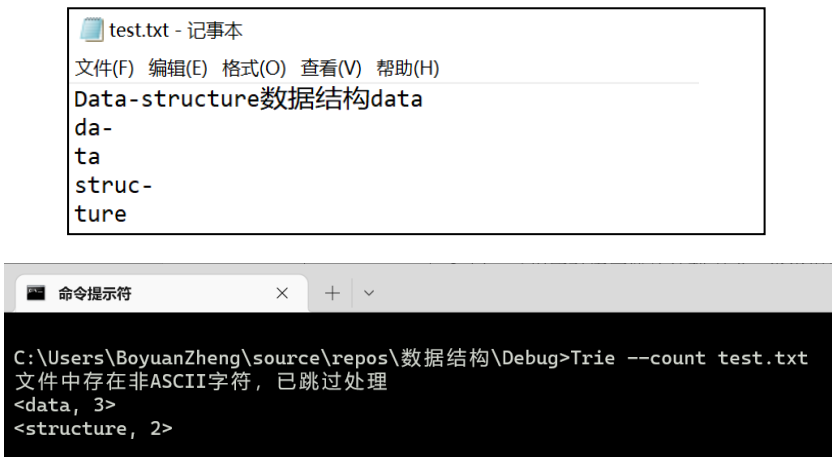 test.txt - 记事本
文件(F) 编辑(E) 格式(O) 查看(V) 帮助(H)
Data-structure数据结构data
da-
ta
struc-
ture
命令提示符
C:\Users\BoyuanZheng\source\repos\数据结构\Debug>Trie --count test.txt
文件中存在非ASCII字符，已跳过处理
<data, 3>
<structure, 2>